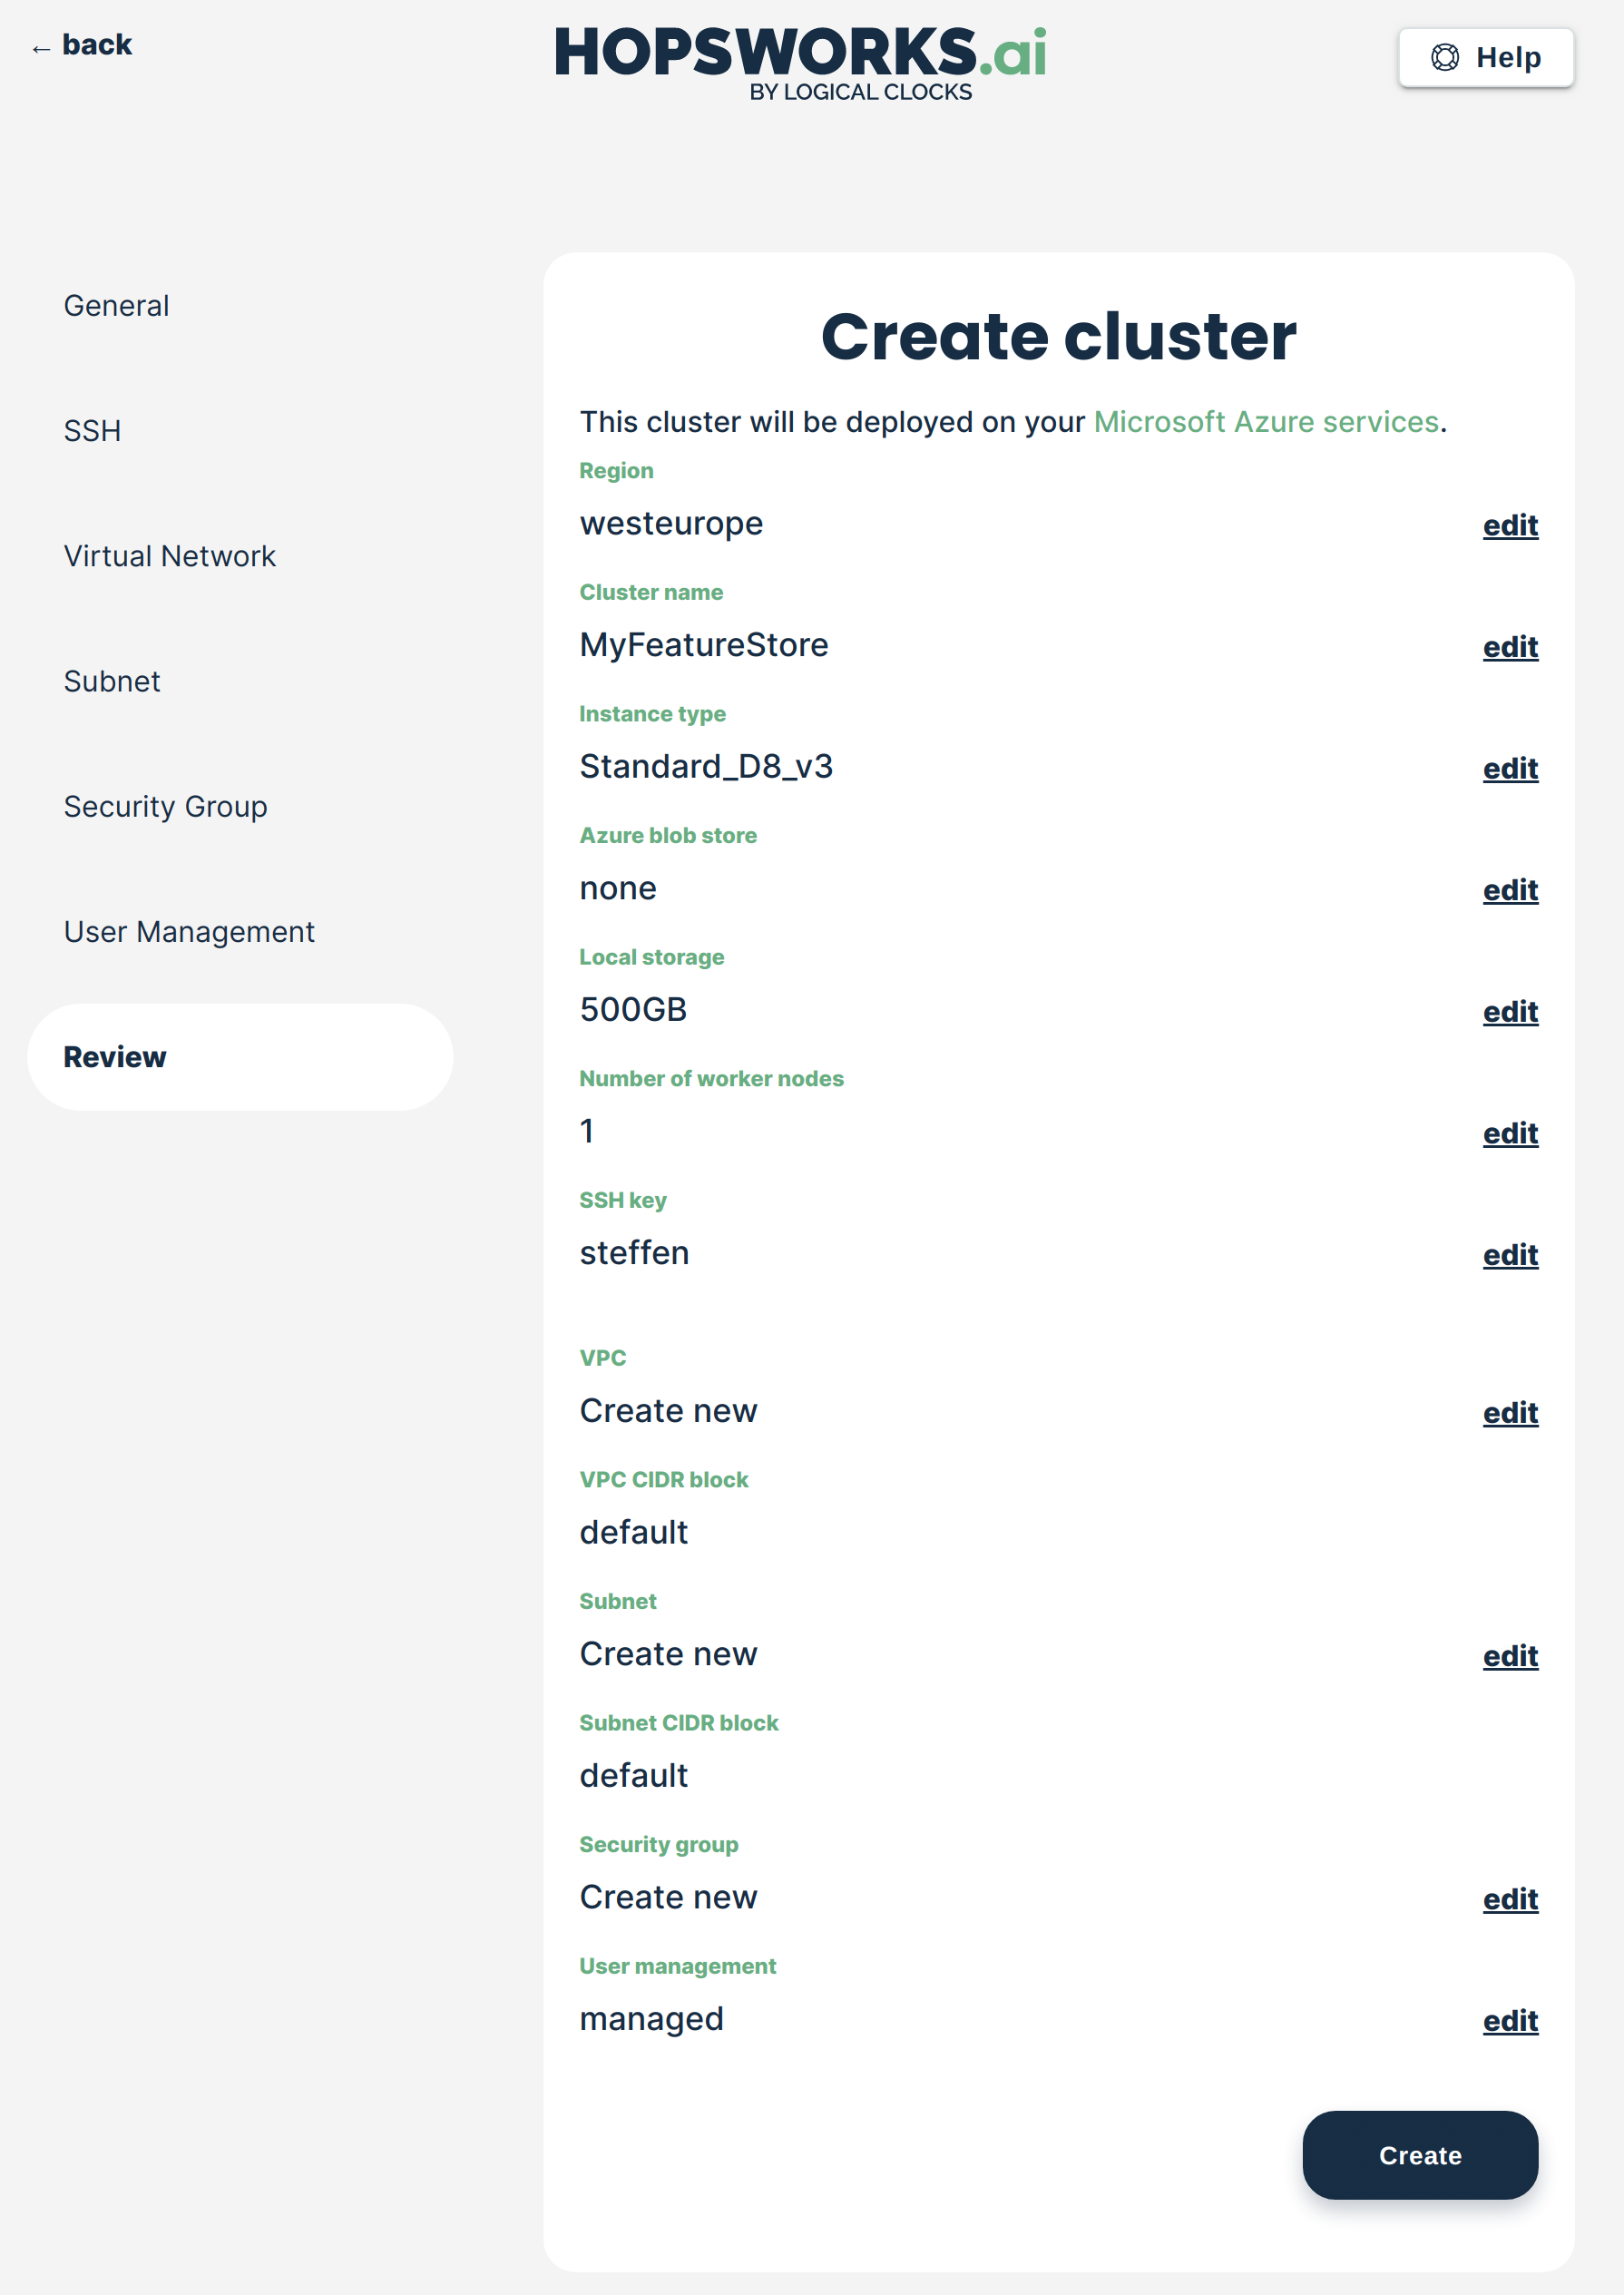 ← back
HOPSWORKS.ai
BY LOGICAL CLOCKS
Help
General
SSH
Virtual Network
Subnet
Security Group
User Management
Review
Create cluster
This cluster will be deployed on your Microsoft Azure services.
Region
westeurope
edit
Cluster name
MyFeatureStore
edit
Instance type
Standard_D8_v3
edit
Azure blob store
none
edit
Local storage
500GB
edit
Number of worker nodes
1
edit
SSH key
steffen
edit
VPC
Create new
edit
VPC CIDR block
default
Subnet
Create new
edit
Subnet CIDR block
default
Security group
Create new
edit
User management
managed
edit
Create